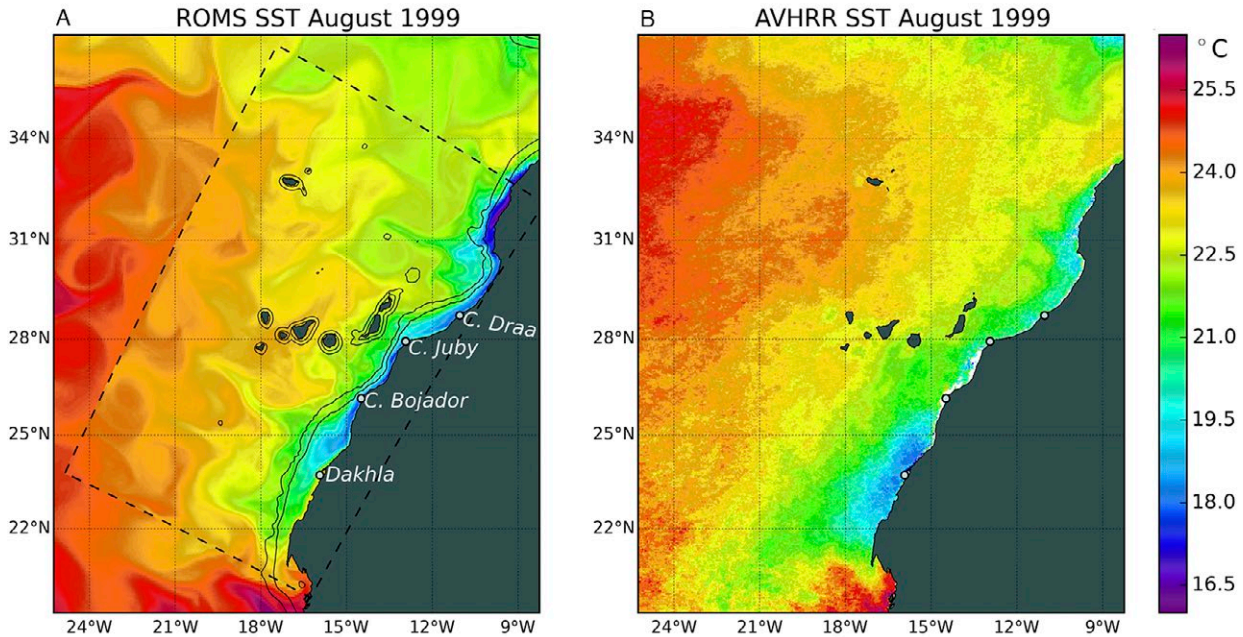 A
ROMS SST August 1999
B
AVHRR SST August 1999
°C
25.5
24.0
22.5
21.0
19.5
18.0
16.5
34°N
31°N
28°N
25°N
22°N
C. Draa
C. Juby
C. Bojador
Dakhla
34°N
31°N
28°N
25°N
22°N
24°W 21°W 18°W 15°W 12°W 9°W
24°W 21°W 18°W 15°W 12°W 9°W